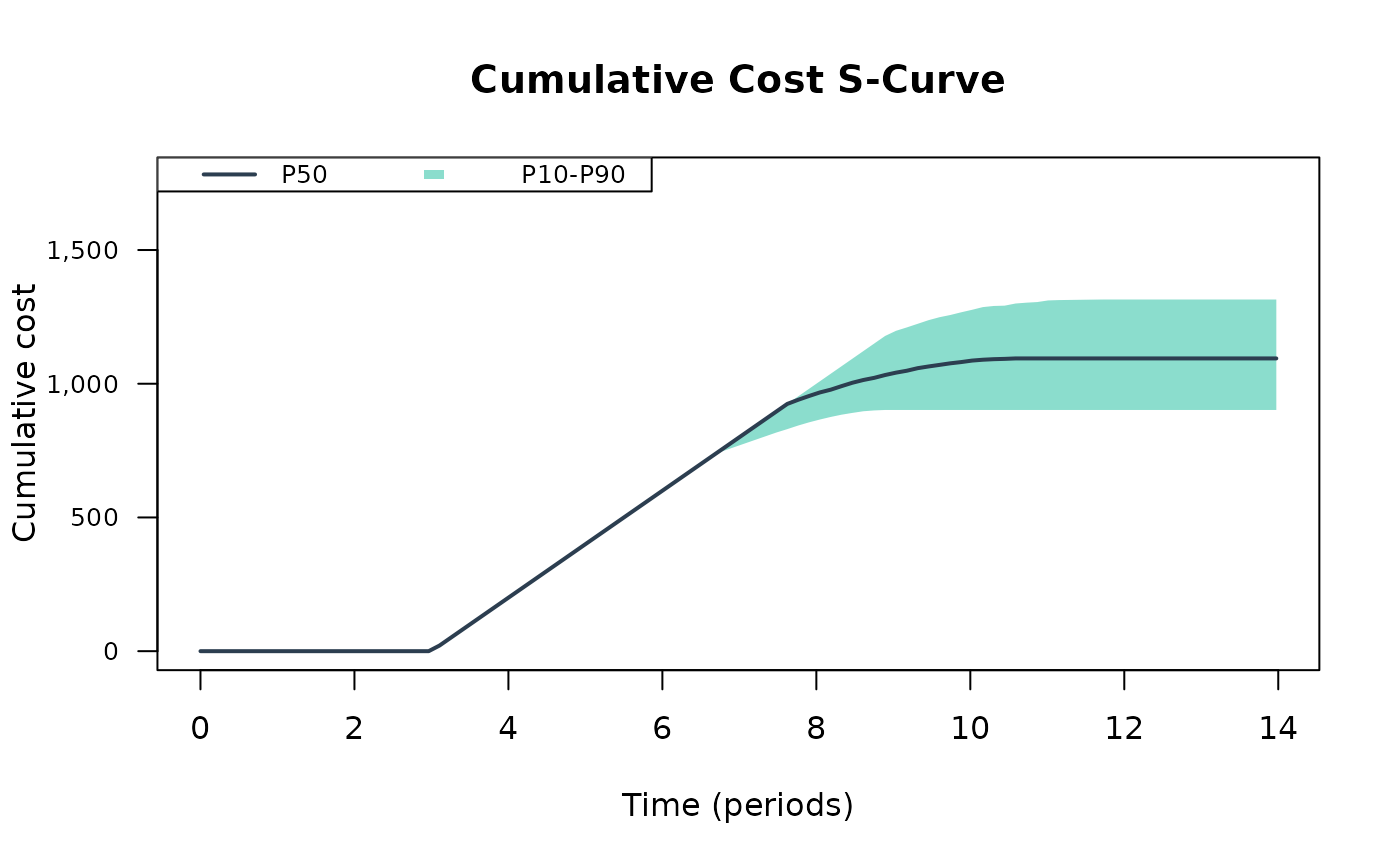 Cumulative Cost S-Curve
P50 P10-P90
Cumulative cost
1,500
1,000
500
0
0 2 4 6 8 10 12 14
Time (periods)